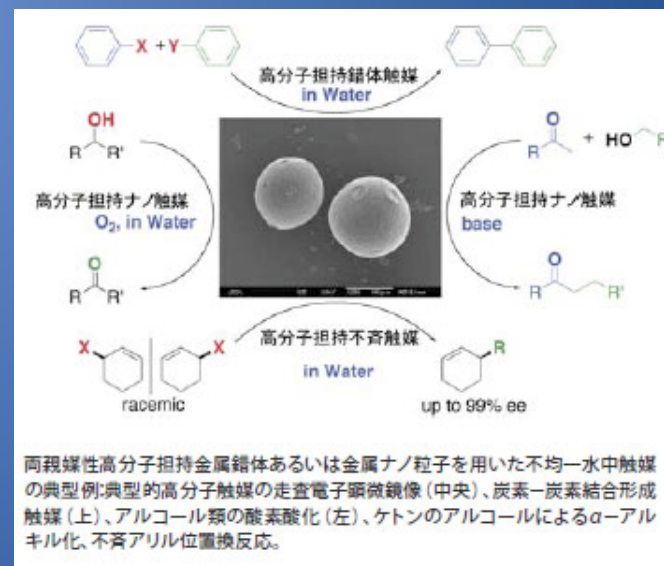 X + Y
高分子担持錯体触媒
in Water
OH
R R'
O
R
+ HO R
高分子担持ナノ触媒
O₂, in Water
高分子担持ナノ触媒
base
O
R R'
O
R R'
X
X
高分子担持不斉触媒
in Water
R
racemic
up to 99% ee
両親媒性高分子担持金属錯体あるいは金属ナノ粒子を用いた不均一水中触媒
の典型例:典型的高分子触媒の走査電子顕微鏡像（中央）、炭素－炭素結合形成
触媒（上）、アルコール類の酸素酸化（左）、ケトンのアルコールによるα－アル
キル化、不斉アリル位置換反応。